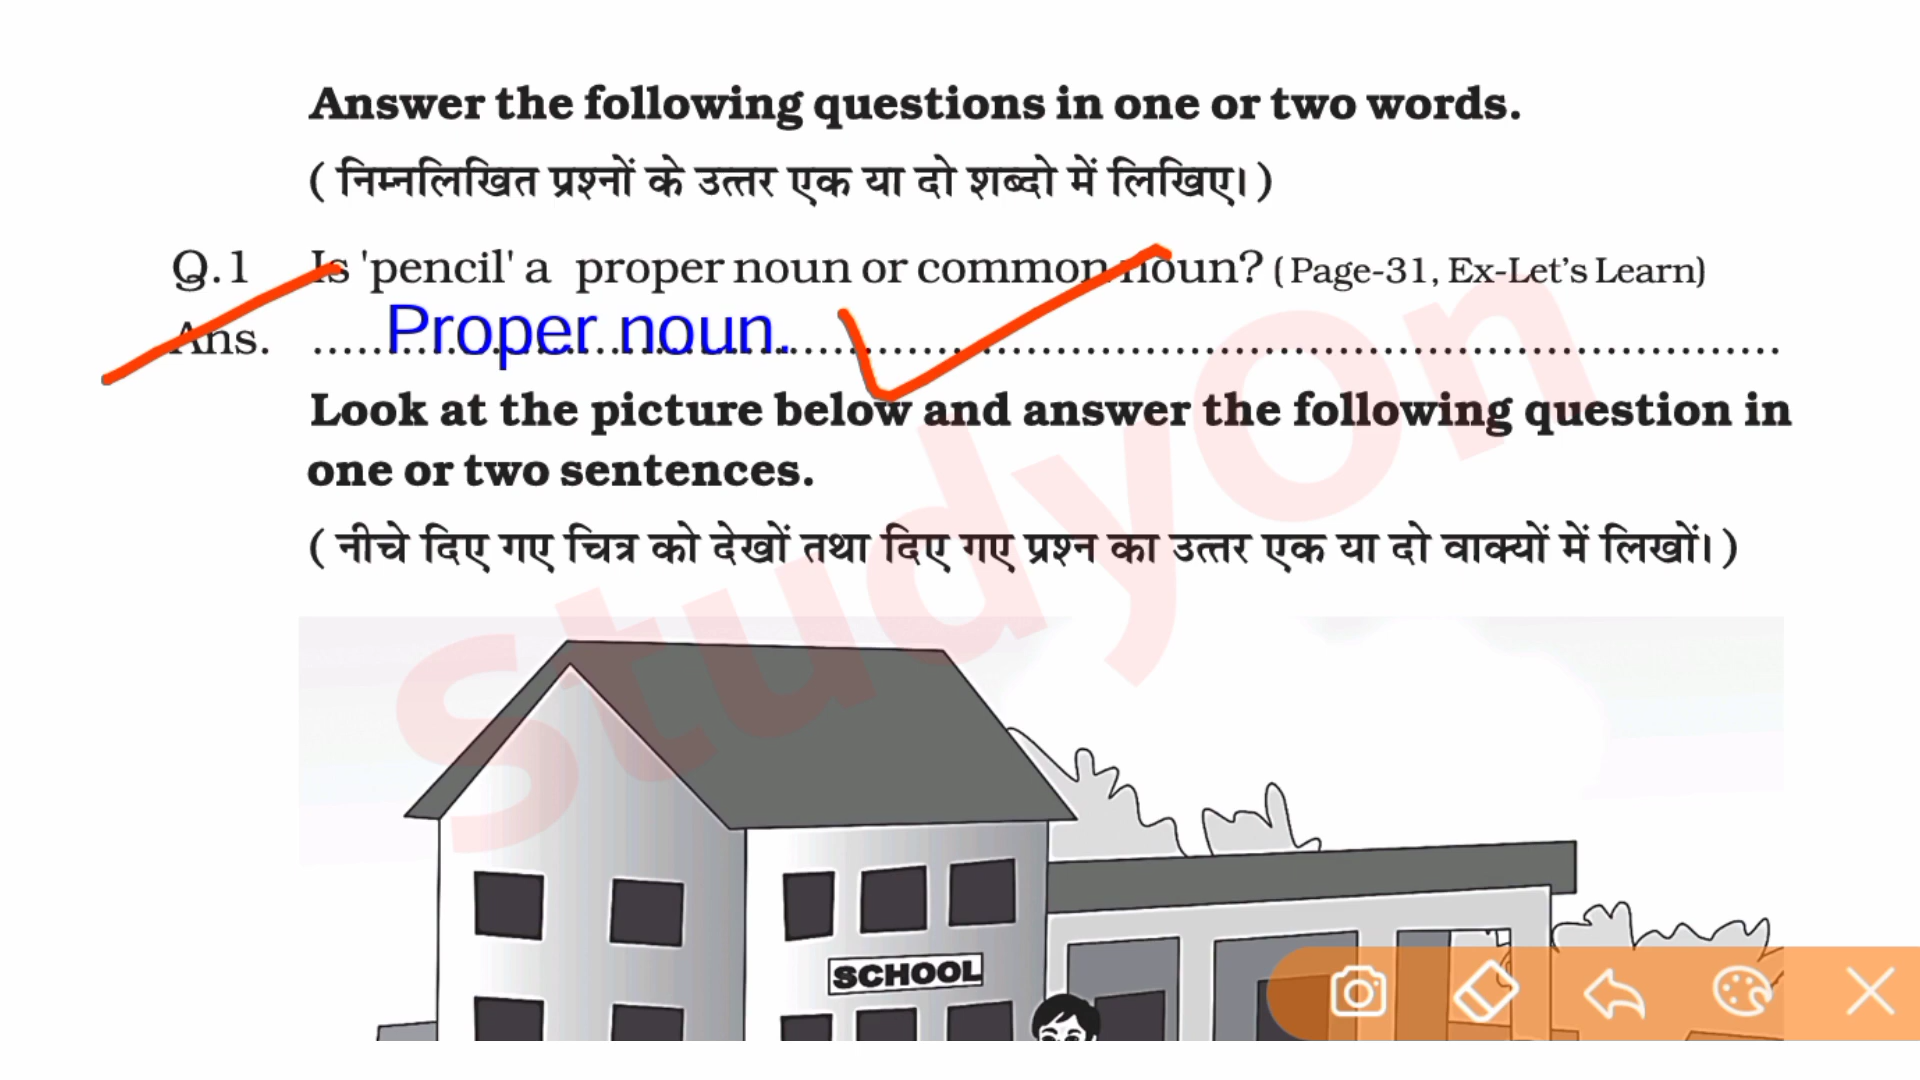 Answer the following questions in one or two words.
( निम्नलिखित प्रश्नों के उत्तर एक या दो शब्दो में लिखिए। )
Q.1 Is 'pencil' a proper noun or common noun? ( Page-31, Ex-Let's Learn)
Ans. Proper noun.
Look at the picture below and answer the following question in
one or two sentences.
( नीचे दिए गए चित्र को देखों तथा दिए गए प्रश्न का उत्तर एक या दो वाक्यों में लिखों। )
studyOn
SCHOOL